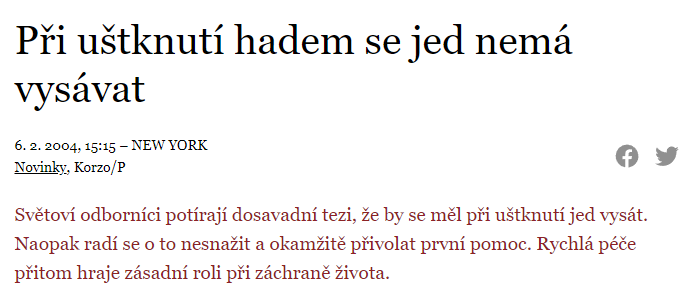 Při uštknutí hadem se jed nemá
vysávat
6. 2. 2004, 15:15 – NEW YORK
Novinky, Korzo/P
Světoví odborníci potírají dosavadní tezi, že by se měl při uštknutí jed vysát.
Naopak radí se o to nesnažit a okamžitě přivolat první pomoc. Rychlá péče
přitom hraje zásadní roli při záchraně života.